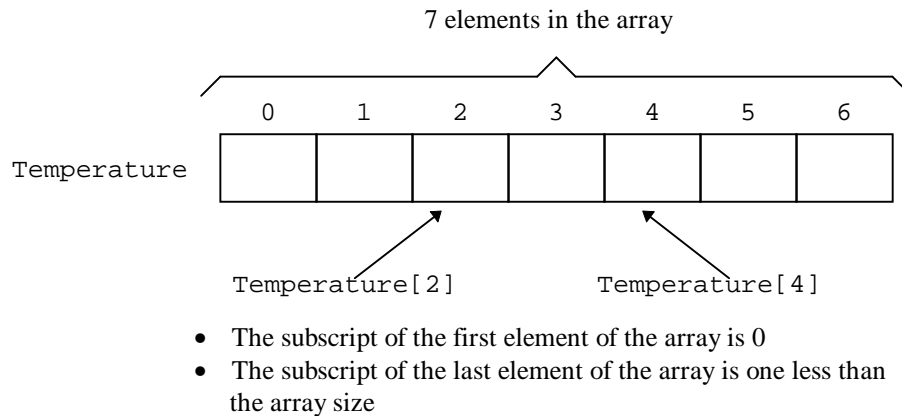 7 elements in the array
0 1 2 3 4 5 6
Temperature
Temperature[2] Temperature[4]
• The subscript of the first element of the array is 0
• The subscript of the last element of the array is one less than
the array size